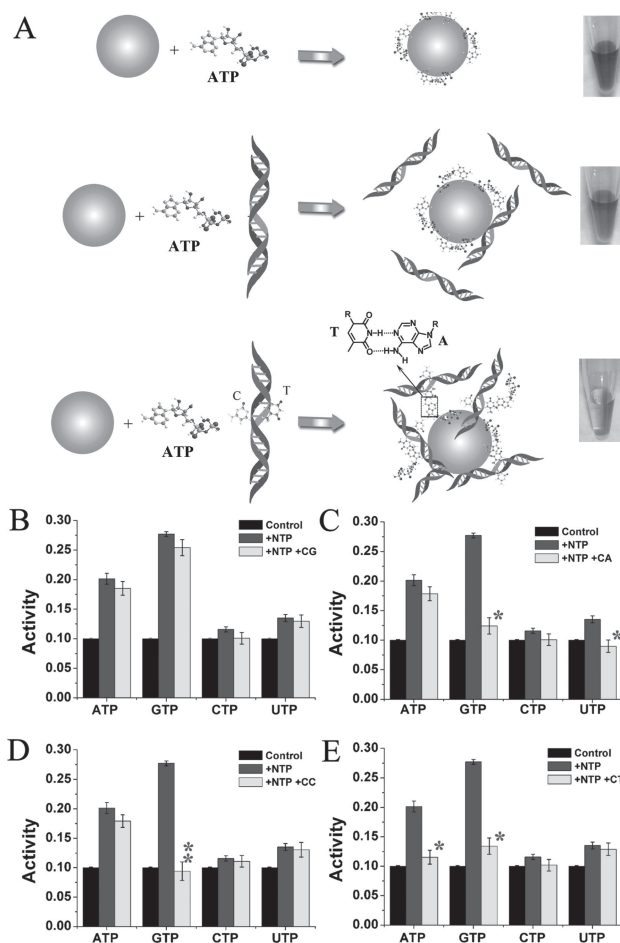 A
+
ATP
+
ATP
T
A
R
O
N-H
N
N
R
N
O
H-N
N
H
C
T
+
ATP
B
0.30
0.25
0.20
0.15
0.10
0.05
0.00
Activity
Control
+NTP
+NTP +CG
ATP GTP CTP UTP
C
0.30
0.25
0.20
0.15
0.10
0.05
0.00
Activity
Control
+NTP
+NTP +CA
* *
ATP GTP CTP UTP
D
0.30
0.25
0.20
0.15
0.10
0.05
0.00
Activity
Control
+NTP
+NTP +CC
*
*
ATP GTP CTP UTP
E
0.30
0.25
0.20
0.15
0.10
0.05
0.00
Activity
Control
+NTP
+NTP +CT
* *
ATP GTP CTP UTP